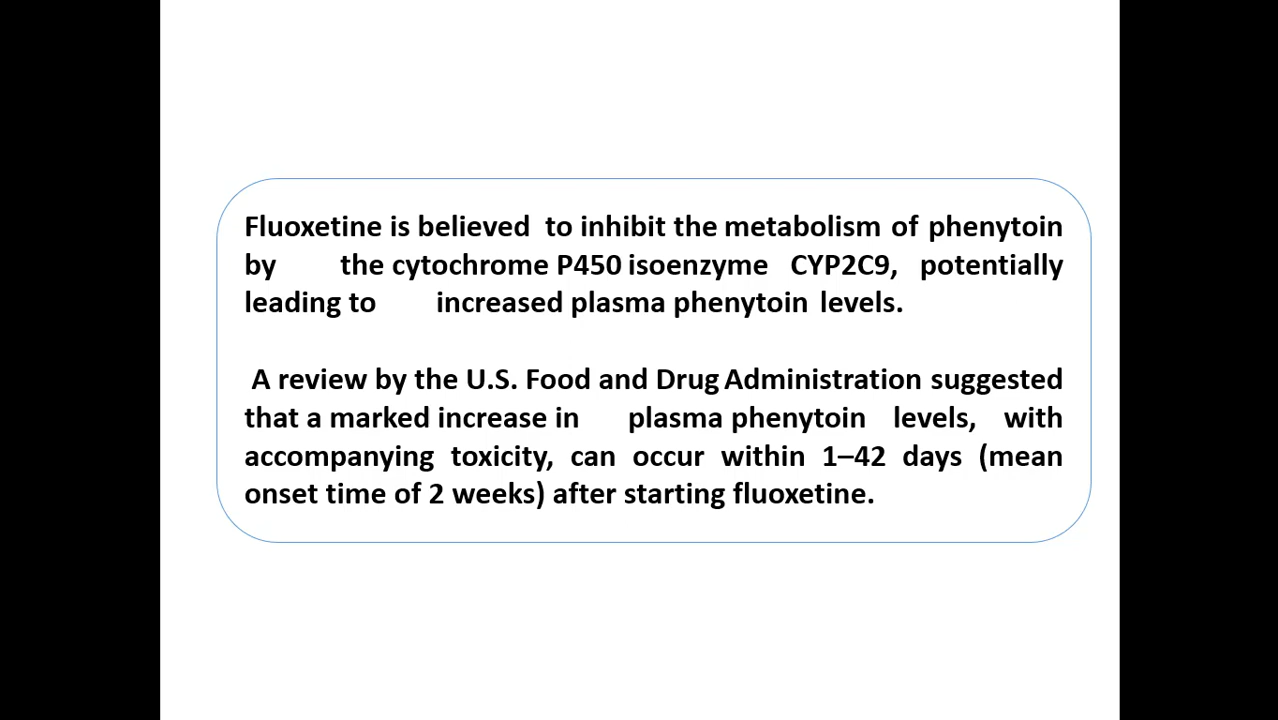 Fluoxetine is believed to inhibit the metabolism of phenytoin
by the cytochrome P450 isoenzyme CYP2C9, potentially
leading to increased plasma phenytoin levels.
A review by the U.S. Food and Drug Administration suggested
that a marked increase in plasma phenytoin levels, with
accompanying toxicity, can occur within 1–42 days (mean
onset time of 2 weeks) after starting fluoxetine.